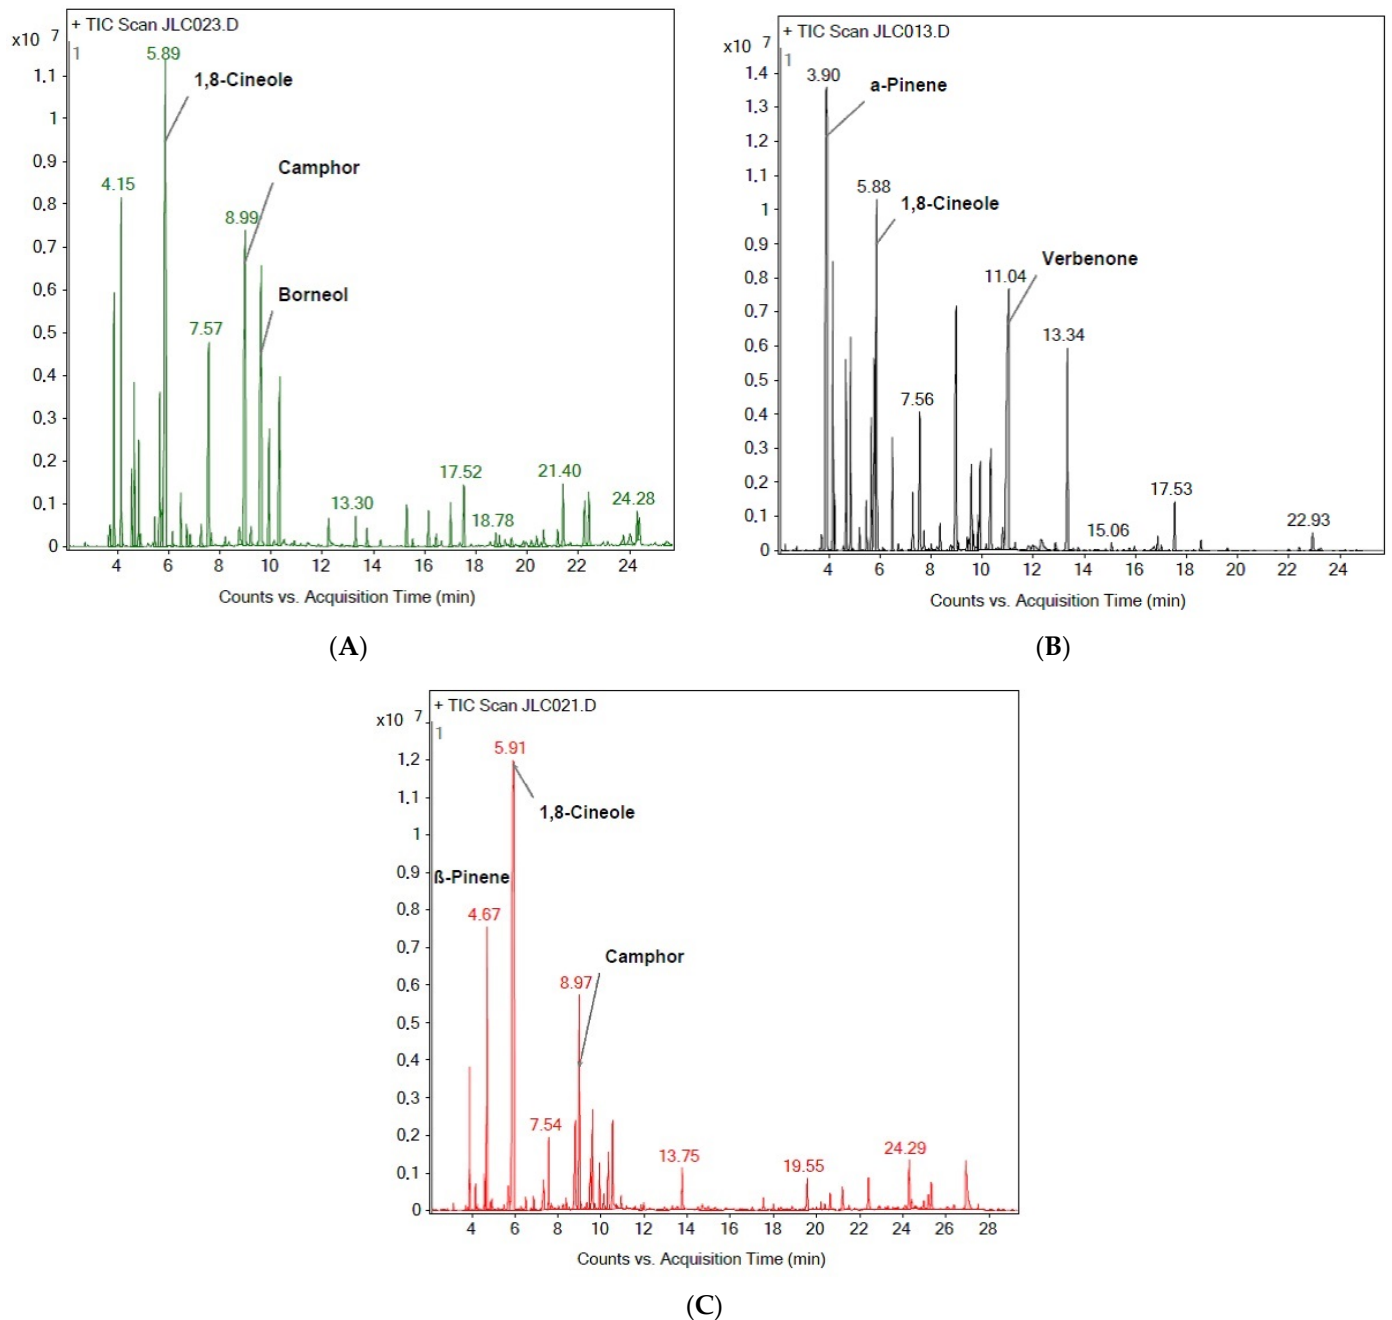 + TIC Scan JLC023.D
x10 7
1
5.89
1,8-Cineole
1,1
1
0.9
Camphor
4.15
0.8
8.99
0.7
0.6
Borneol
7.57
0.5
0.4
0.3
0.2
17.52
21.40
13.30
18.78
24.28
0.1
0
4 6 8 10 12 14 16 18 20 22 24
Counts vs. Acquisition Time (min)
(A)
+ TIC Scan JLC013.D
x10 7
1
3.90
a-Pinene
1.4
1.3
1.2
1.1
5.88
1,8-Cineole
1
0.9
Verbenone
0.8
11.04
0.7
13.34
0.6
0.5
7.56
0.4
0.3
0.2
17.53
15.06
22.93
0.1
0
4 6 8 10 12 14 16 18 20 22 24
Counts vs. Acquisition Time (min)
(B)
+ TIC Scan JLC021.D
x10 7
1
5.91
1.2
1,8-Cineole
1.1
1
0.9
ß-Pinene
0.8
4.67
0.7
Camphor
0.6
8.97
0.5
0.4
0.3
7.54
0.2
13.75
19.55
24.29
0.1
0
4 6 8 10 12 14 16 18 20 22 24 26 28
Counts vs. Acquisition Time (min)
(C)